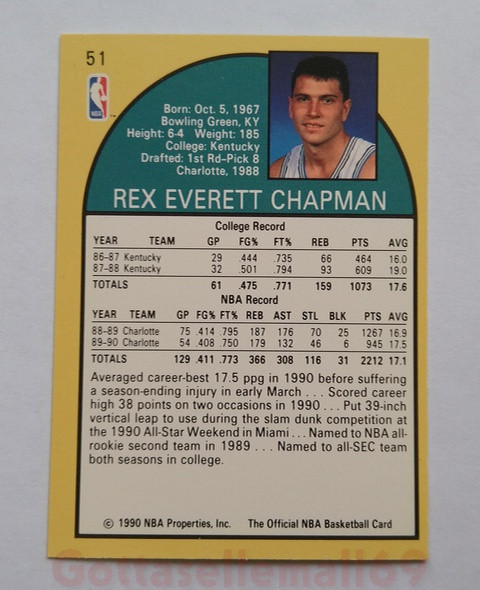 51
NBA
Born: Oct. 5, 1967
Bowling Green, KY
Height: 6-4 Weight: 185
College: Kentucky
Drafted: 1st Rd-Pick 8
Charlotte, 1988
REX EVERETT CHAPMAN
College Record
YEAR TEAM GP FG% FT% REB PTS AVG
86-87 Kentucky 29 .444 .735 66 464 16.0
87-88 Kentucky 32 .501 .794 93 609 19.0
TOTALS 61 .475 .771 159 1073 17.6
NBA Record
YEAR TEAM GP FG% FT% REB AST STL BLK PTS AVG
88-89 Charlotte 75 .414 .795 187 176 70 25 1267 16.9
89-90 Charlotte 54 .408 .750 179 132 46 6 945 17.5
TOTALS 129 .411 .773 366 308 116 31 2212 17.1
Averaged career-best 17.5 ppg in 1990 before suffering
a season-ending injury in early March . . . Scored career
high 38 points on two occasions in 1990 . . . Put 39-inch
vertical leap to use during the slam dunk competition at
the 1990 All-Star Weekend in Miami . . . Named to NBA all-
rookie second team in 1989 . . . Named to all-SEC team
both seasons in college.
© 1990 NBA Properties, Inc. The Official NBA Basketball Card
Gottasellemall69